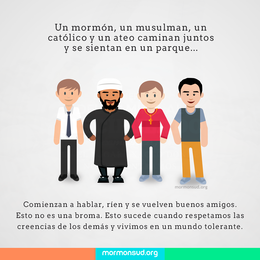 Un mormón, un musulman, un
católico y un ateo caminan juntos
y se sientan en un parque...
mormonsud.org
Comienzan a hablar, ríen y se vuelven buenos amigos.
Esto no es una broma. Esto sucede cuando respetamos las
creencias de los demás y vivimos en un mundo tolerante.
mormonsud.org